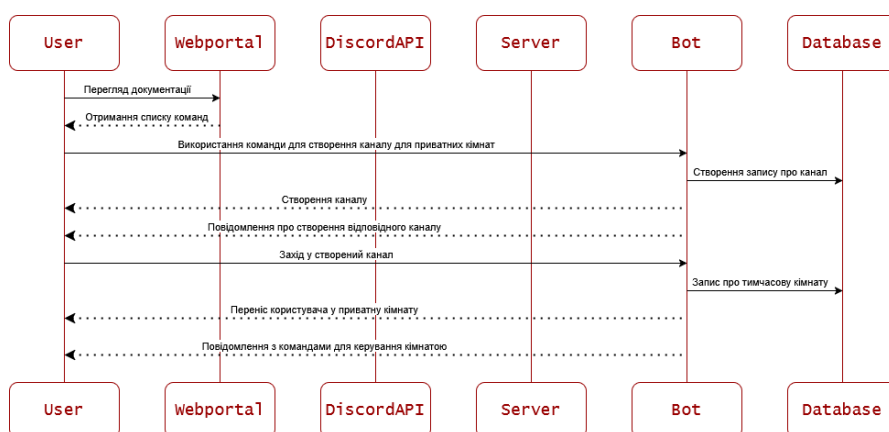 User Webportal DiscordAPI Server Bot Database
Перегляд документації
Отримання списку команд
Використання команди для створення каналу для приватних кімнат
Створення запису про канал
Створення каналу
Повідомлення про створення відповідного каналу
Захід у створений канал
Запис про тимчасову кімнату
Переніс користувача у приватну кімнату
Повідомлення з командами для керування кімнатою
User Webportal DiscordAPI Server Bot Database